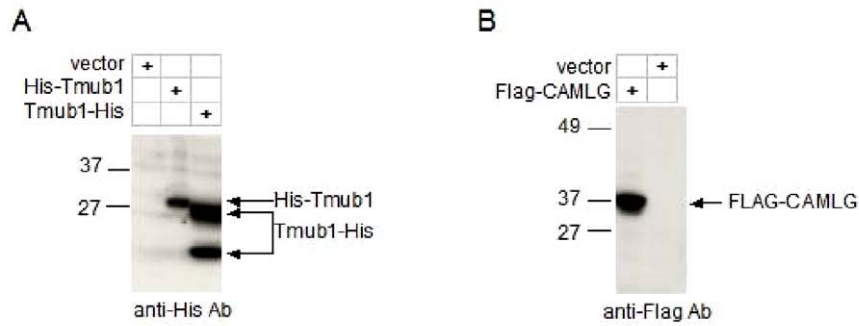 A
vector +
His-Tmub1 +
Tmub1-His +
37
27
His-Tmub1
Tmub1-His
anti-His Ab
B
vector +
Flag-CAMLG +
49
37
27
FLAG-CAMLG
anti-Flag Ab